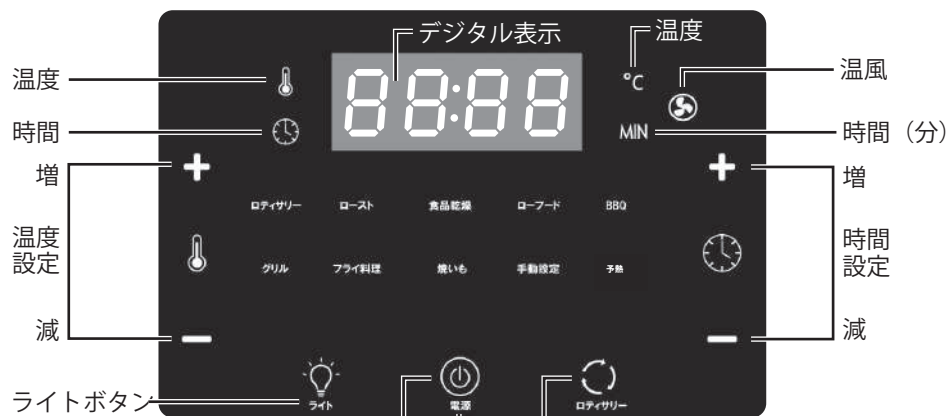 デジタル表示
温度
温度
°C
温風
時間
88:88
MIN
時間（分）
増
増
ロティサリー ロースト 食品乾燥 ローフード BBQ
温度
設定
時間
設定
グリル フライ料理 焼いも 手動設定 予熱
減
減
ライトボタン
ライト 電源 ロティサリー